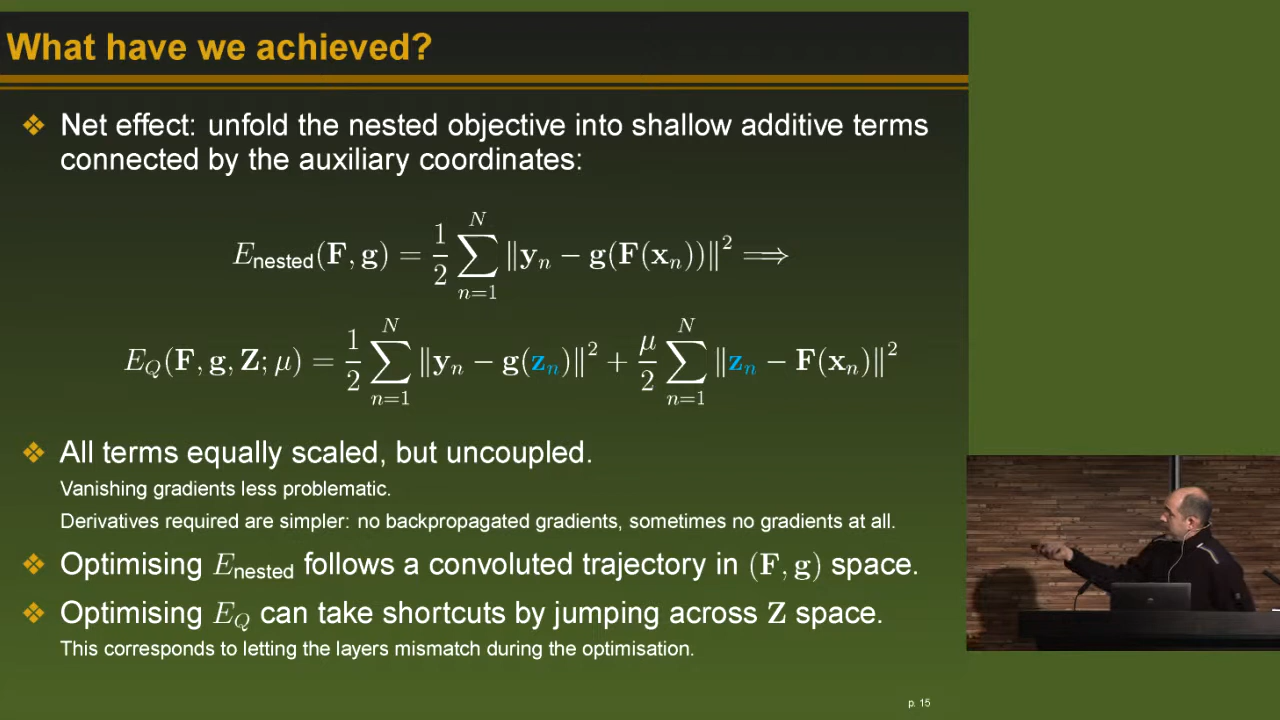 What have we achieved?
❖ Net effect: unfold the nested objective into shallow additive terms
connected by the auxiliary coordinates:
E_nested(F, g) = 1/2 ∑_{n=1}^{N} ‖y_n − g(F(x_n))‖² ⟹
E_Q(F, g, Z; μ) = 1/2 ∑_{n=1}^{N} ‖y_n − g(z_n)‖² + μ/2 ∑_{n=1}^{N} ‖z_n − F(x_n)‖²
❖ All terms equally scaled, but uncoupled.
Vanishing gradients less problematic.
Derivatives required are simpler: no backpropagated gradients, sometimes no gradients at all.
❖ Optimising E_nested follows a convoluted trajectory in (F, g) space.
❖ Optimising E_Q can take shortcuts by jumping across Z space.
This corresponds to letting the layers mismatch during the optimisation.
p. 15